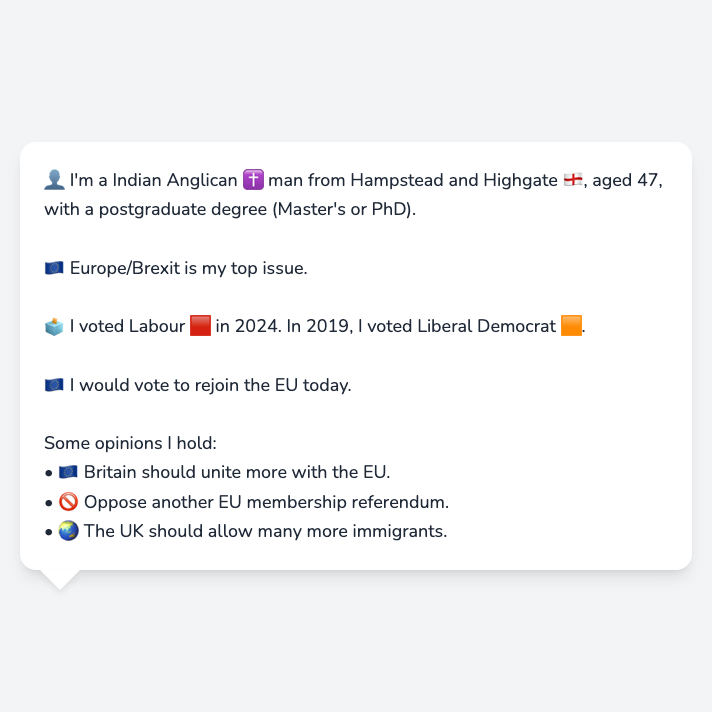 👤 I'm a Indian Anglican ✝️ man from Hampstead and Highgate 🏴󠁧󠁢󠁥󠁮󠁧󠁿, aged 47,
with a postgraduate degree (Master's or PhD).
🇪🇺 Europe/Brexit is my top issue.
🗳️ I voted Labour 🟥 in 2024. In 2019, I voted Liberal Democrat 🟧.
🇪🇺 I would vote to rejoin the EU today.
Some opinions I hold:
• 🇪🇺 Britain should unite more with the EU.
• 🚫 Oppose another EU membership referendum.
• 🌏 The UK should allow many more immigrants.